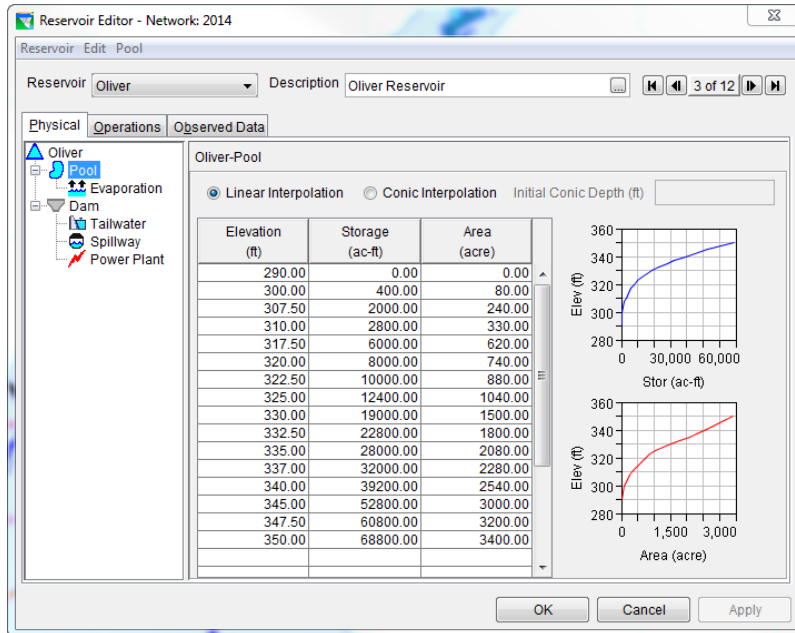 Reservoir Editor - Network: 2014
Reservoir Edit Pool
Reservoir Oliver Description Oliver Reservoir ... 3 of 12
Physical Operations Observed Data
Oliver
Pool
Evaporation
Dam
Tailwater
Spillway
Power Plant
Oliver-Pool
Linear Interpolation Conic Interpolation Initial Conic Depth (ft)
Elevation Storage Area
(ft) (ac-ft) (acre)
290.00 0.00 0.00
300.00 400.00 80.00
307.50 2000.00 240.00
310.00 2800.00 330.00
317.50 6000.00 620.00
320.00 8000.00 740.00
322.50 10000.00 880.00
325.00 12400.00 1040.00
330.00 19000.00 1500.00
332.50 22800.00 1800.00
335.00 28000.00 2080.00
337.00 32000.00 2280.00
340.00 39200.00 2540.00
345.00 52800.00 3000.00
347.50 60800.00 3200.00
350.00 68800.00 3400.00
360
340
320
300
280
Elev (ft)
0 30,000 60,000
Stor (ac-ft)
360
340
320
300
280
Elev (ft)
0 1,500 3,000
Area (acre)
OK Cancel Apply